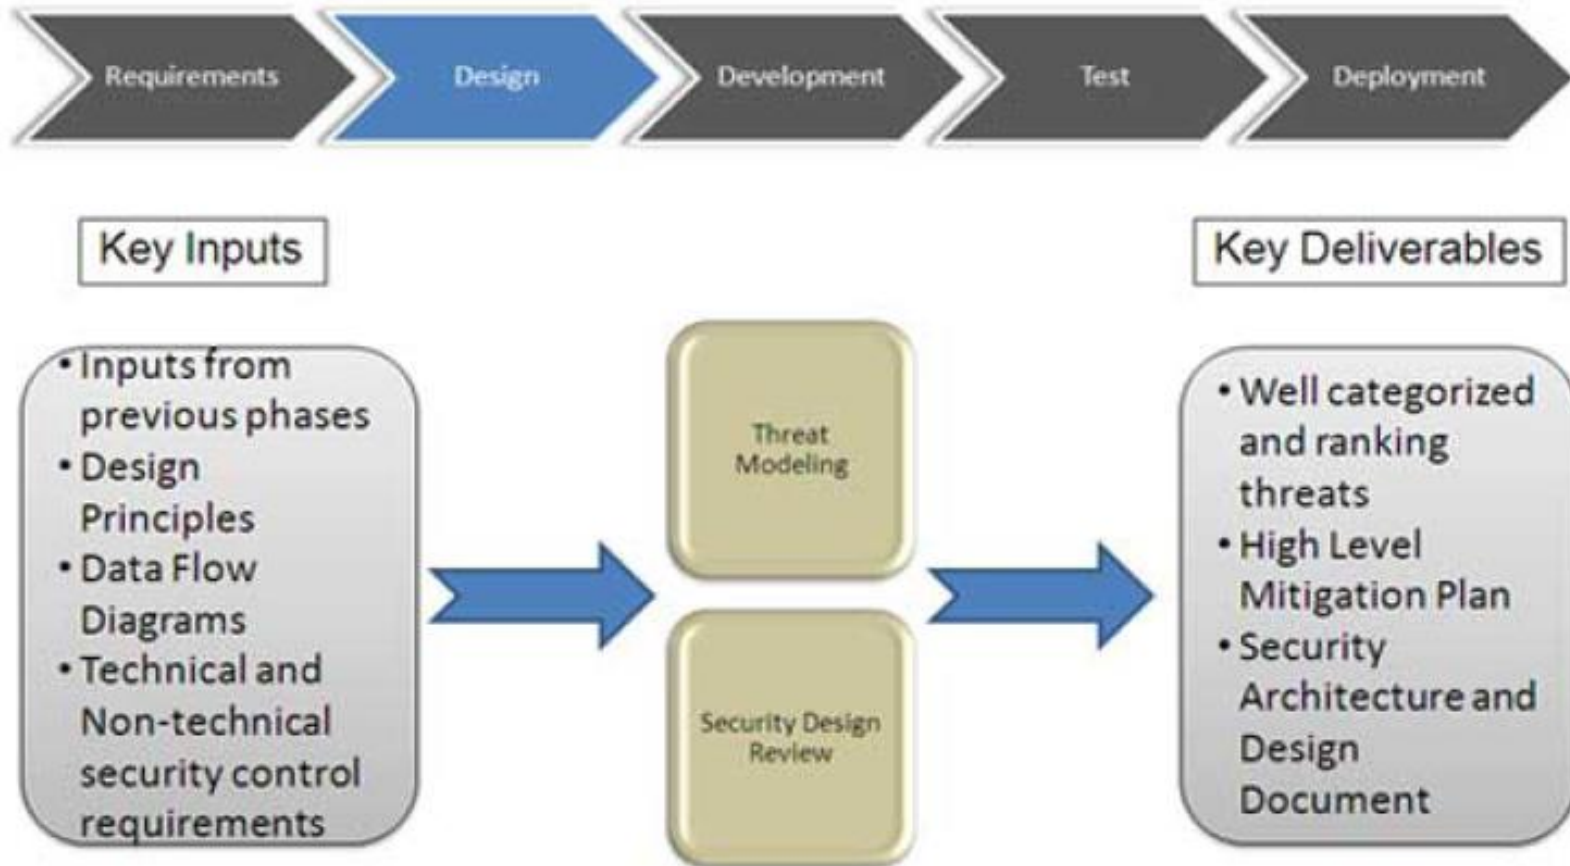 Requirements
Design
Development
Test
Deployment
Key Inputs
Key Deliverables
• Inputs from
previous phases
• Design
Principles
• Data Flow
Diagrams
• Technical and
Non-technical
security control
requirements
Threat
Modeling
Security Design
Review
• Well categorized
and ranking
threats
• High Level
Mitigation Plan
• Security
Architecture and
Design
Document